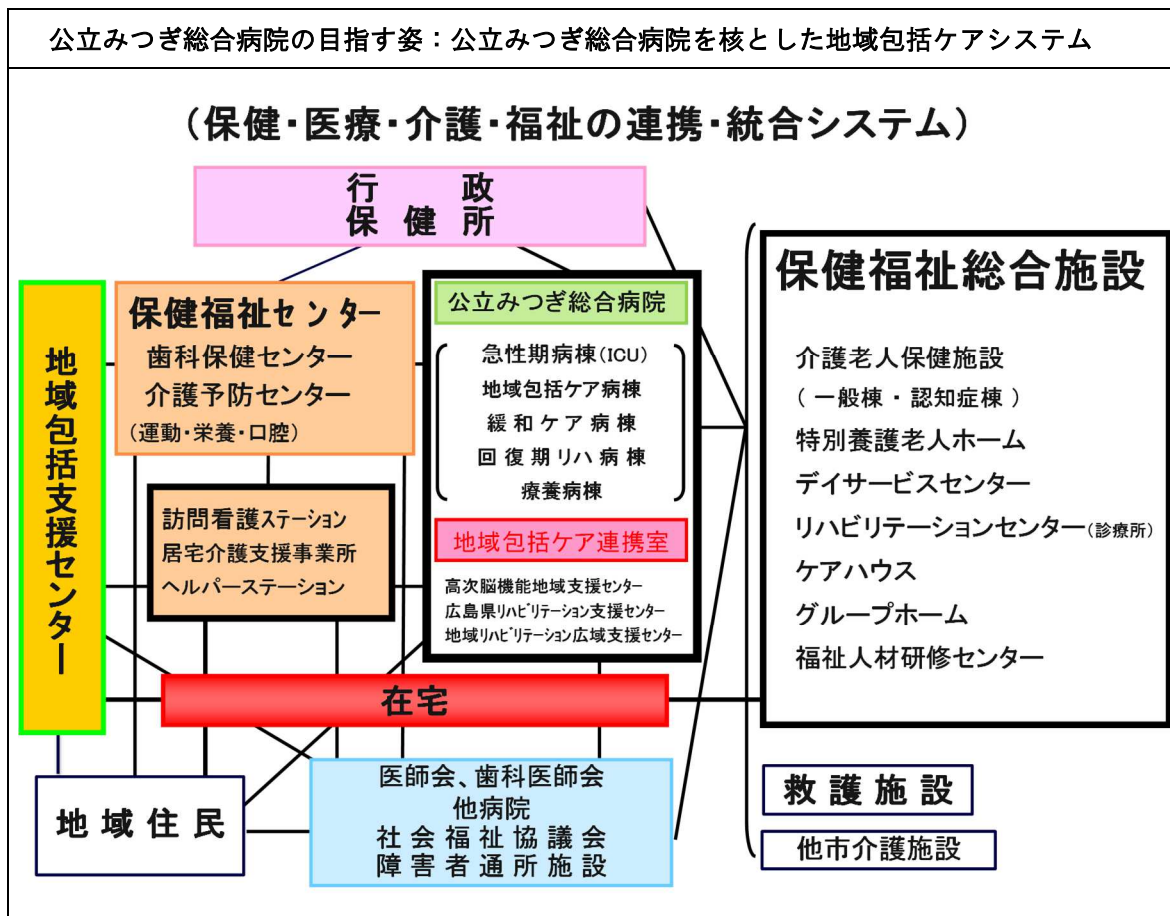 公立みつぎ総合病院の目指す姿：公立みつぎ総合病院を核とした地域包括ケアシステム
（保健・医療・介護・福祉の連携・統合システム）
行政
保健所
地域包括支援センター
保健福祉センター
歯科保健センター
介護予防センター
(運動・栄養・口腔)
訪問看護ステーション
居宅介護支援事業所
ヘルパーステーション
公立みつぎ総合病院
急性期病棟(ICU)
地域包括ケア病棟
緩和ケア病棟
回復期リハ病棟
療養病棟
地域包括ケア連携室
高次脳機能地域支援センター
広島県リハビリテーション支援センター
地域リハビリテーション広域支援センター
在宅
地域住民
医師会、歯科医師会
他病院
社会福祉協議会
障害者通所施設
保健福祉総合施設
介護老人保健施設
（一般棟・認知症棟）
特別養護老人ホーム
デイサービスセンター
リハビリテーションセンター(診療所)
ケアハウス
グループホーム
福祉人材研修センター
救護施設
他市介護施設